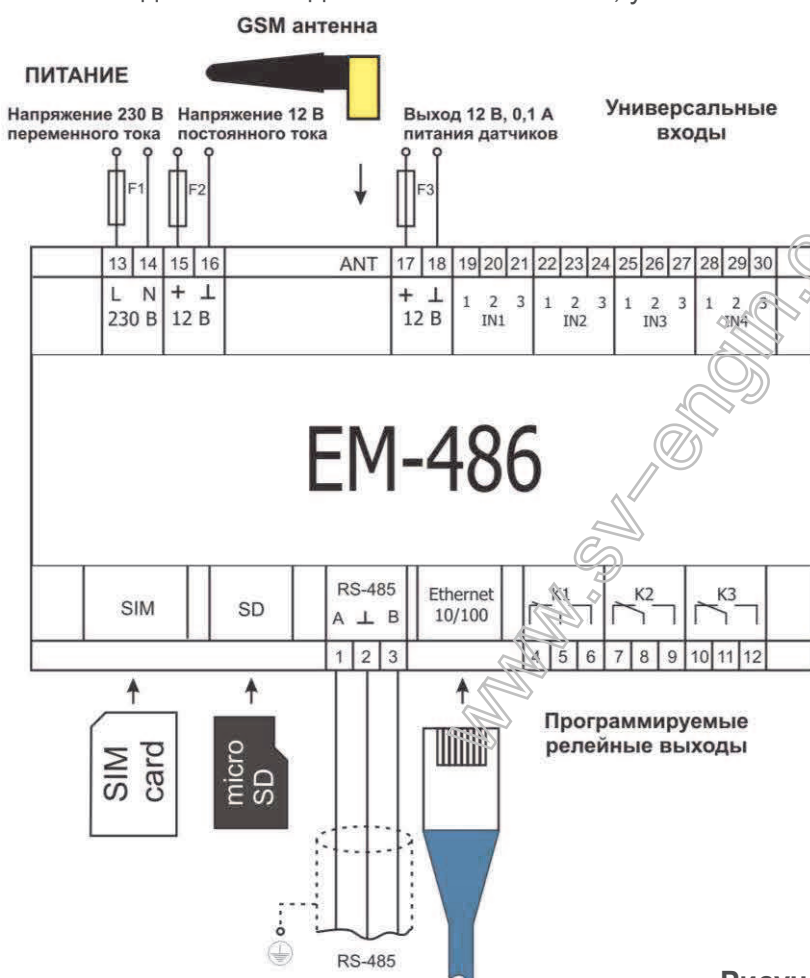 GSM антенна
ПИТАНИЕ
Напряжение 230 В
переменного тока
Напряжение 12 В
постоянного тока
Выход 12 В, 0,1 А
питания датчиков
Универсальные
входы
F1
F2
F3
13 14 15 16 ANT 17 18 19 20 21 22 23 24 25 26 27 28 29 30
L N + ⊥ + ⊥ 1 2 3 1 2 3 1 2 3 1 2 3
230 В 12 В 12 В IN1 IN2 IN3 IN4
EM-486
SIM
SD
RS-485
A ⊥ B
Ethernet
10/100
K1 K2 K3
1 2 3 4 5 6 7 8 9 10 11 12
SIM
card
micro
SD
Программируемые
релейные выходы
RS-485
www.sv-engin.